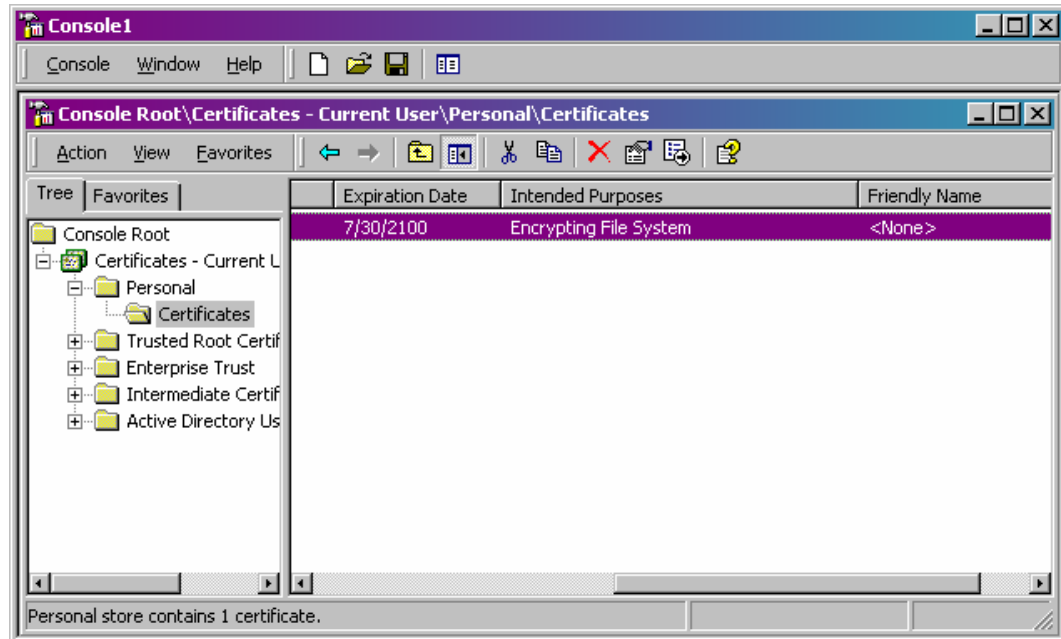 Console1
Console Window Help
Console Root\Certificates - Current User\Personal\Certificates
Action View Favorites
Tree Favorites
Expiration Date Intended Purposes Friendly Name
7/30/2100 Encrypting File System <None>
Console Root
Certificates - Current U
Personal
Certificates
Trusted Root Certif
Enterprise Trust
Intermediate Certif
Active Directory Us
Personal store contains 1 certificate.